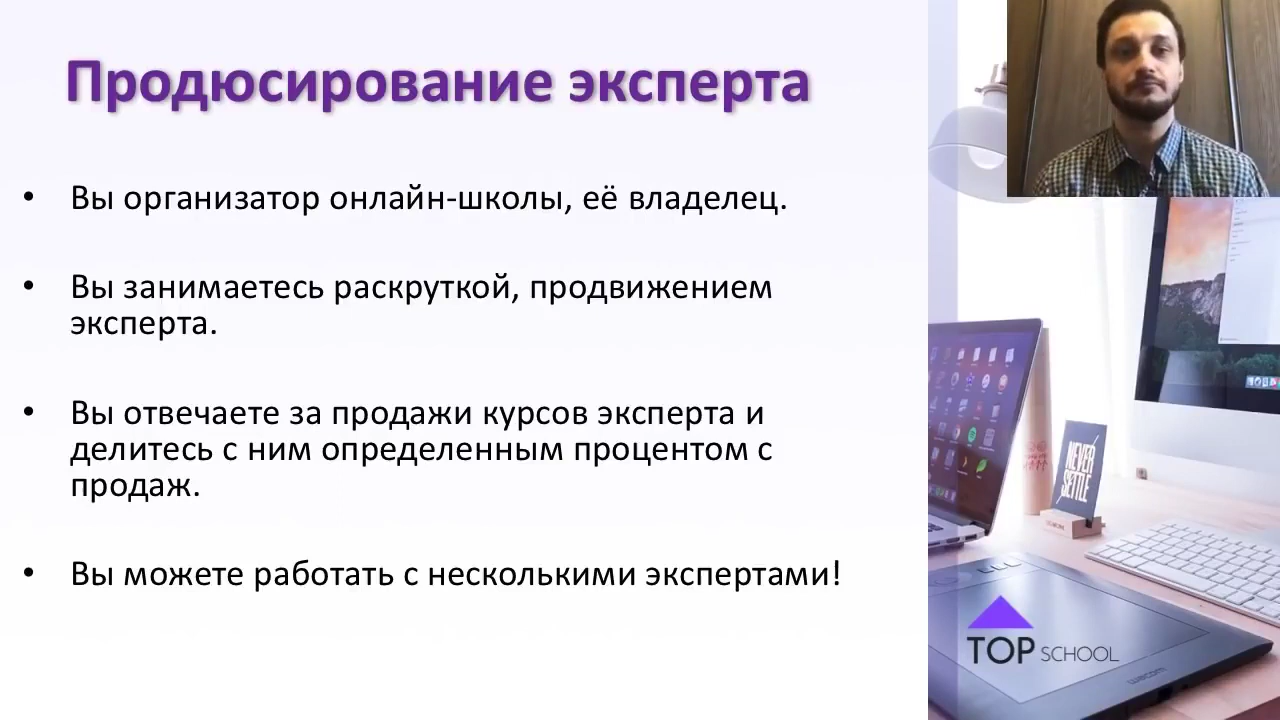 Продюсирование эксперта
• Вы организатор онлайн-школы, её владелец.
• Вы занимаетесь раскруткой, продвижением
эксперта.
• Вы отвечаете за продажи курсов эксперта и
делитесь с ним определенным процентом с
продаж.
• Вы можете работать с несколькими экспертами!
NEVER
SETTLE
TOP SCHOOL
wacom